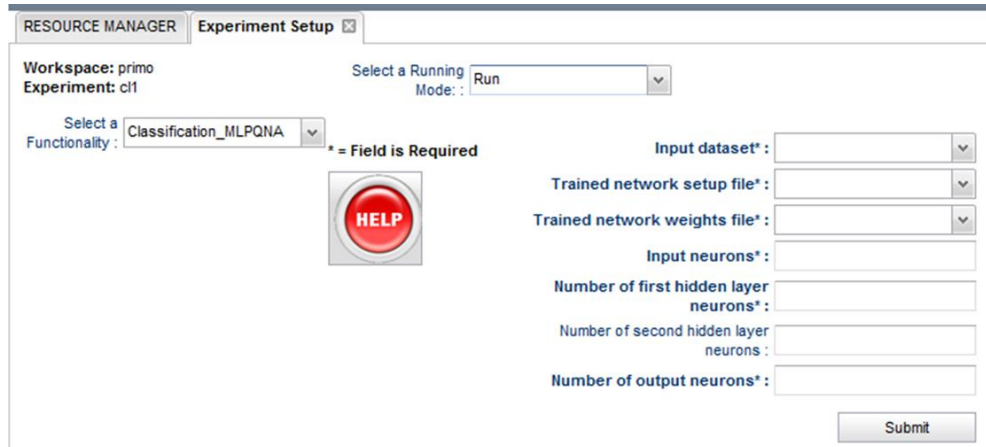 RESOURCE MANAGER
Experiment Setup
Workspace: primo
Experiment: cl1
Select a Running
Mode: :
Run
Select a
Functionality :
Classification_MLPQNA
* = Field is Required
HELP
Input dataset* :
Trained network setup file* :
Trained network weights file* :
Input neurons* :
Number of first hidden layer
neurons* :
Number of second hidden layer
neurons :
Number of output neurons* :
Submit